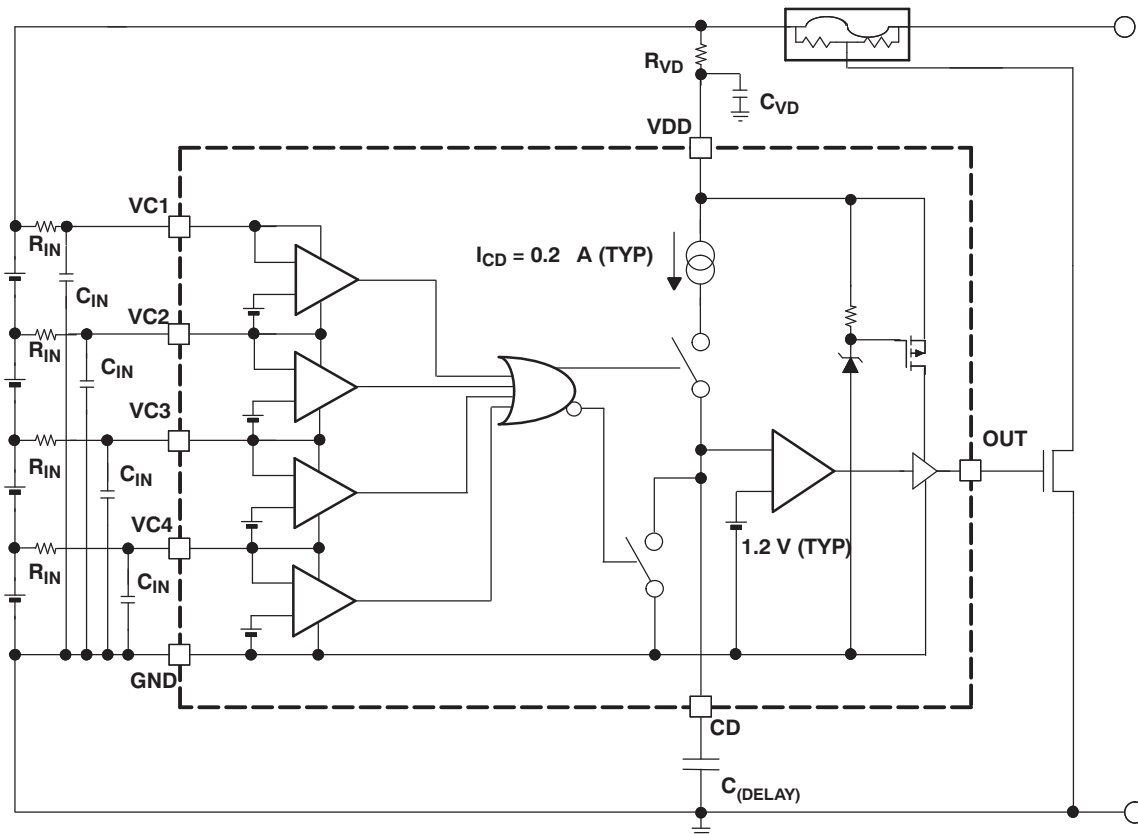 RVD
CVD
VDD
VC1
RIN
ICD = 0.2 A (TYP)
CIN
VC2
RIN
CIN
VC3
OUT
RIN
CIN
VC4
1.2 V (TYP)
RIN
CIN
GND
CD
C(DELAY)